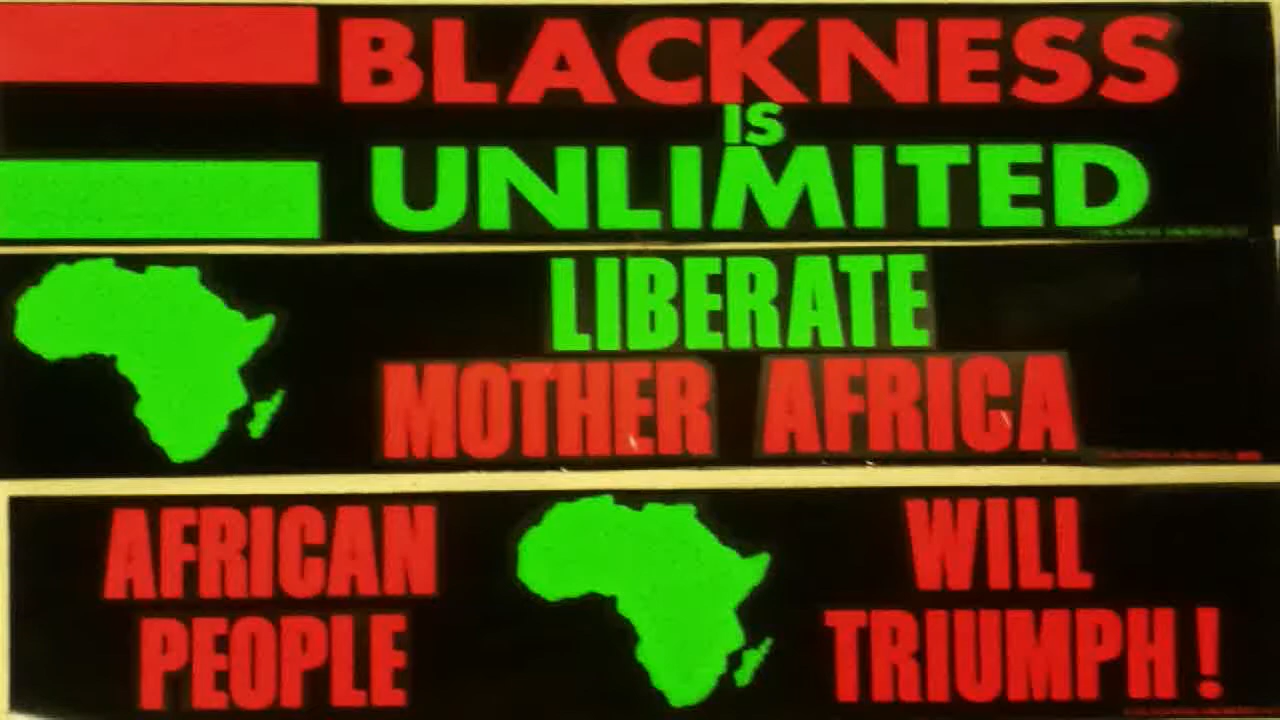 BLACKNESS
IS
UNLIMITED
LIBERATE
MOTHER AFRICA
AFRICAN
PEOPLE
WILL
TRIUMPH!